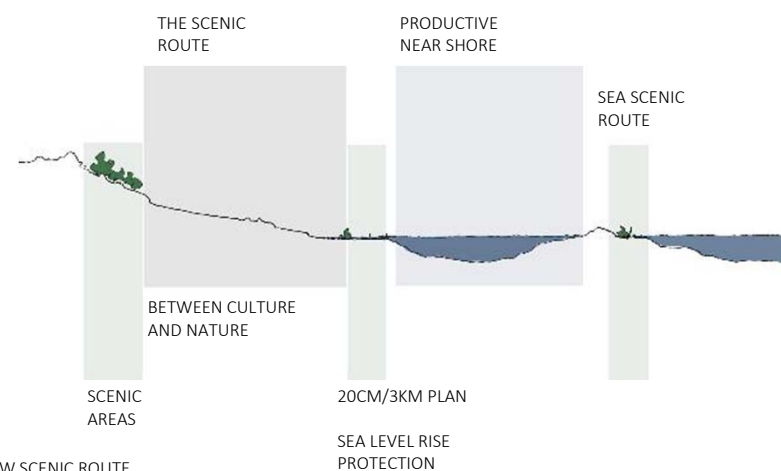 THE SCENIC
ROUTE
PRODUCTIVE
NEAR SHORE
SEA SCENIC
ROUTE
BETWEEN CULTURE
AND NATURE
SCENIC
AREAS
20CM/3KM PLAN
SEA LEVEL RISE
PROTECTION
W SCENIC ROUTE